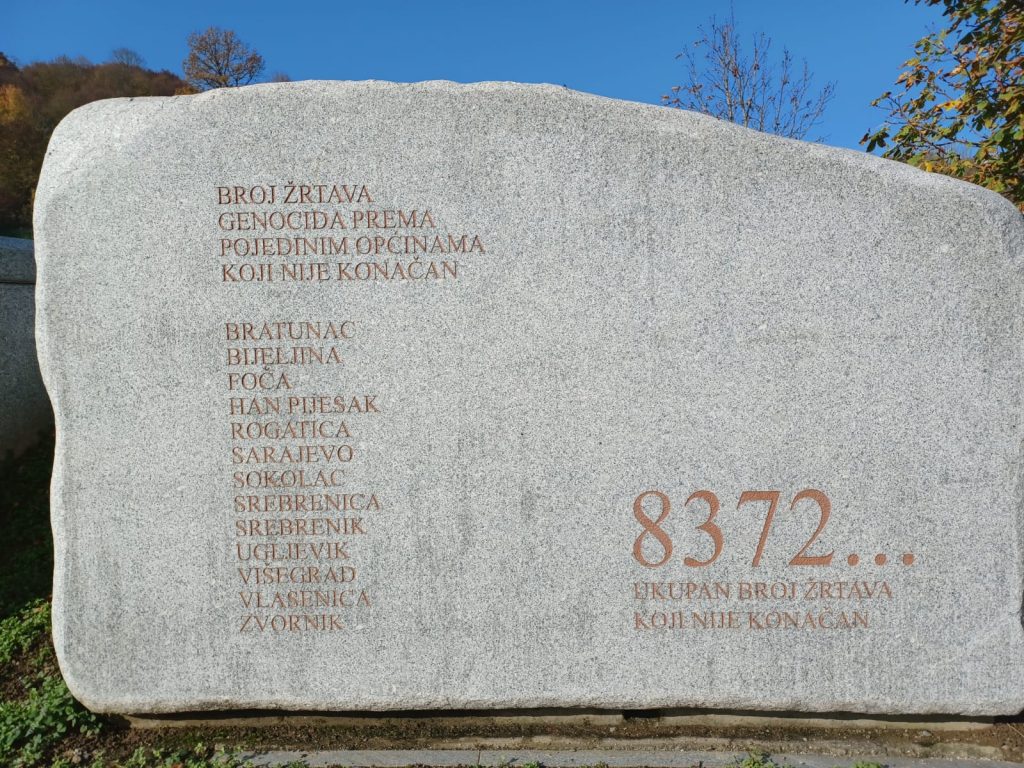 BROJ ŽRTAVA
GENOCIDA PREMA
POJEDINIM OPĆINAMA
KOJI NIJE KONAČAN
BRATUNAC
BIJELJINA
FOČA
HAN PIJESAK
ROGATICA
SARAJEVO
SOKOLAC
SREBRENICA
SREBRENIK
UGLJEVIK
VIŠEGRAD
VLASENICA
ZVORNIK
8372...
UKUPAN BROJ ŽRTAVA
KOJI NIJE KONAČAN